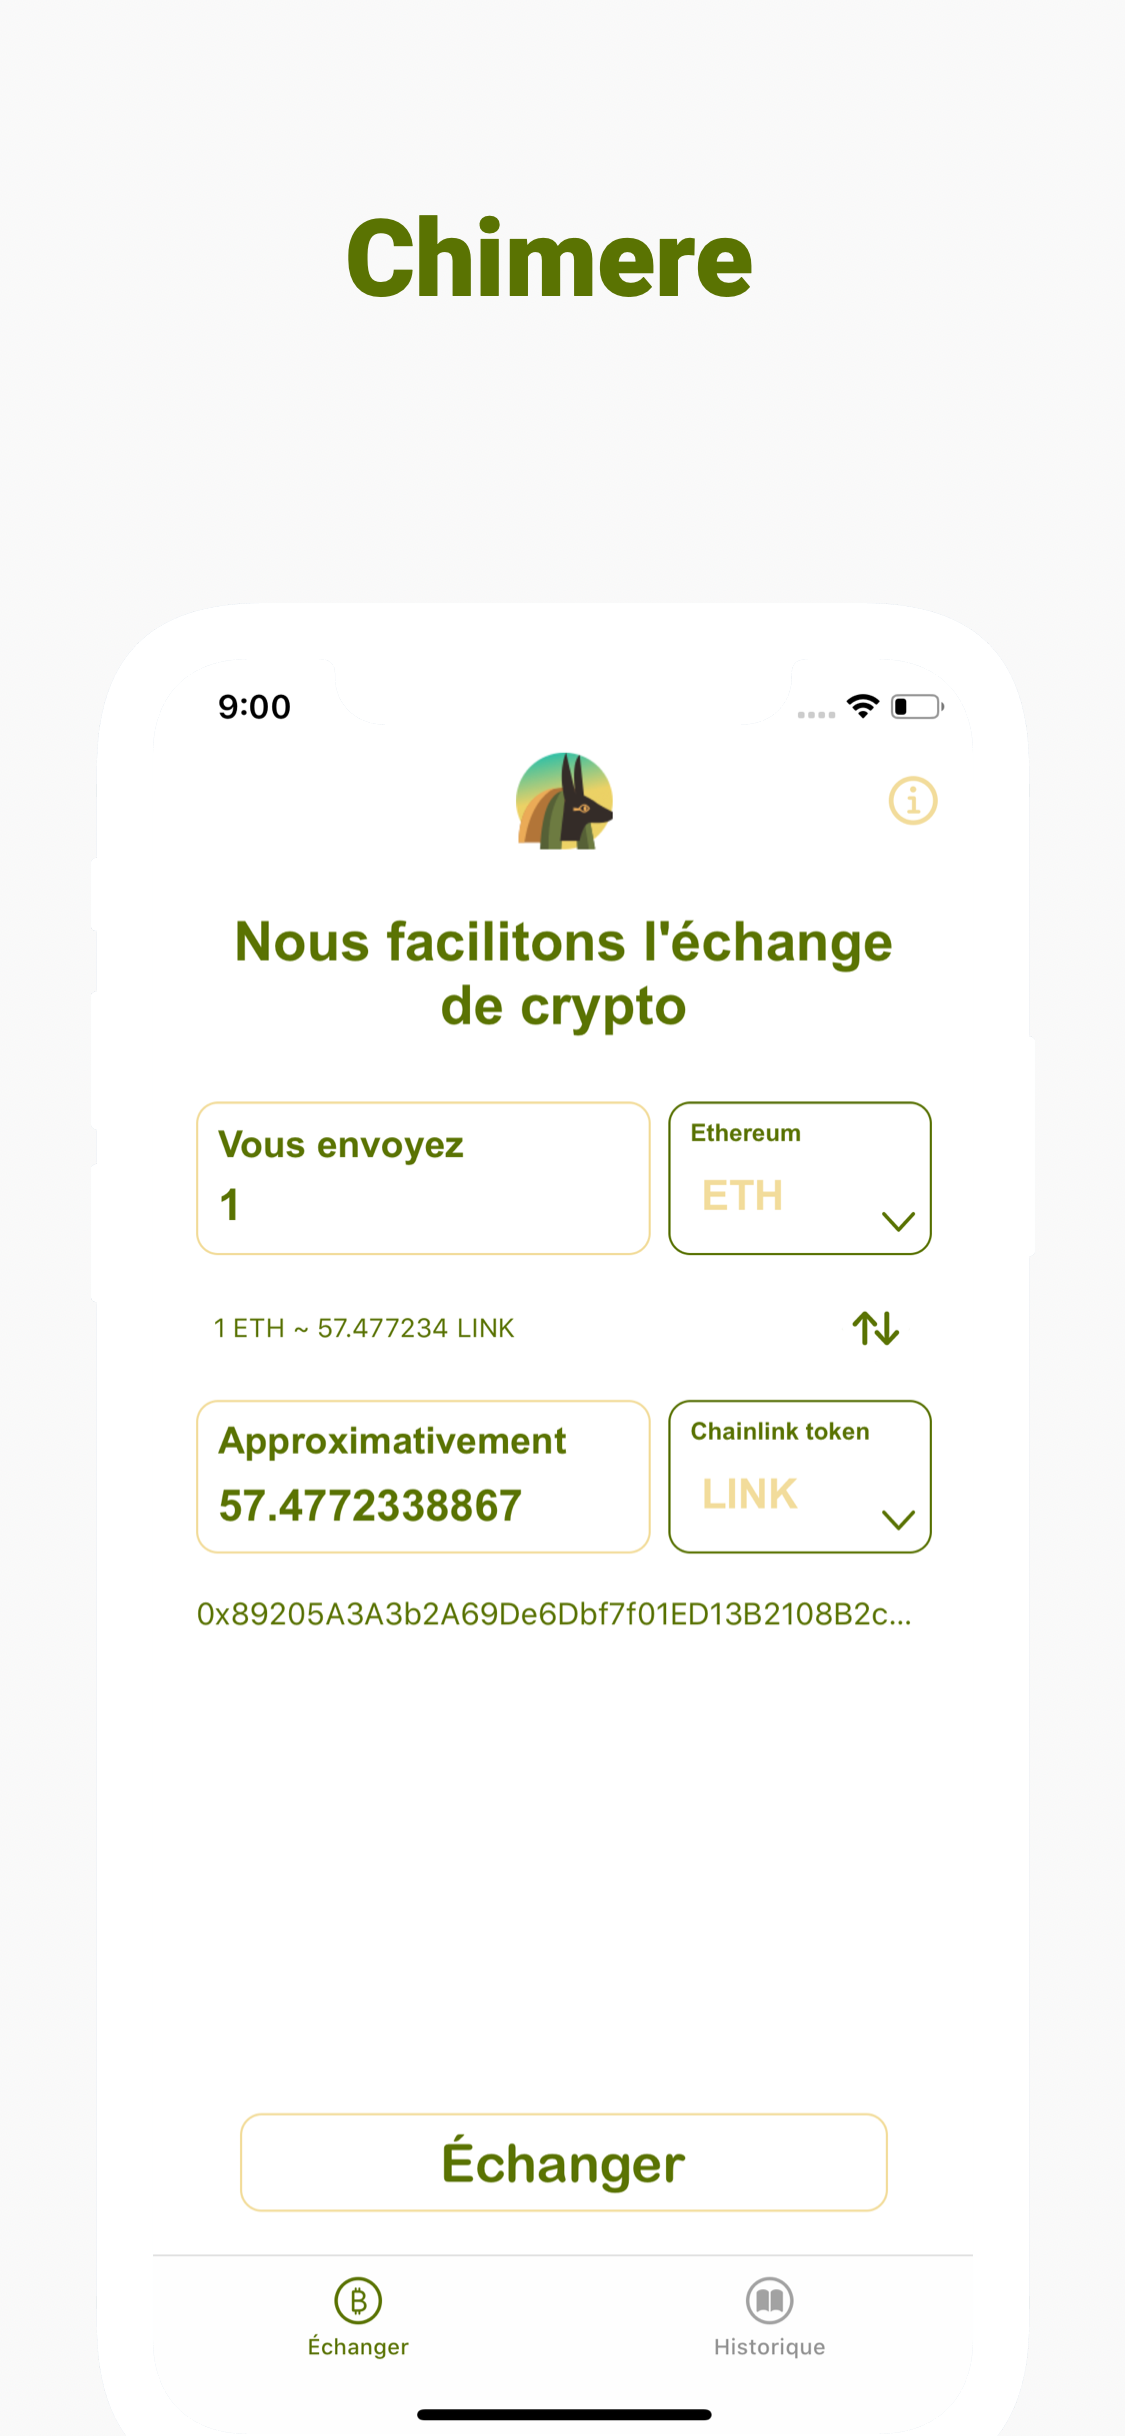 Chimere
9:00
Nous facilitons l'échange
de crypto
Vous envoyez
1
Ethereum
ETH
1 ETH ~ 57.477234 LINK
Approximativement
57.4772338867
Chainlink token
LINK
0x89205A3A3b2A69De6Dbf7f01ED13B2108B2c...
Échanger
Échanger
Historique